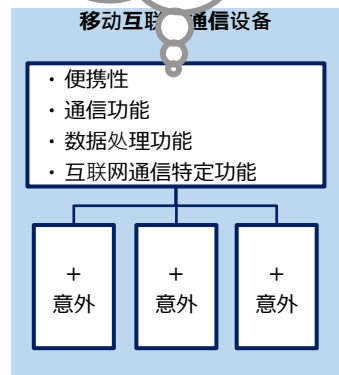 移动互联 通信设备
・便携性
・通信功能
・数据处理功能
・互联网通信特定功能
+ + +
意外 意外 意外